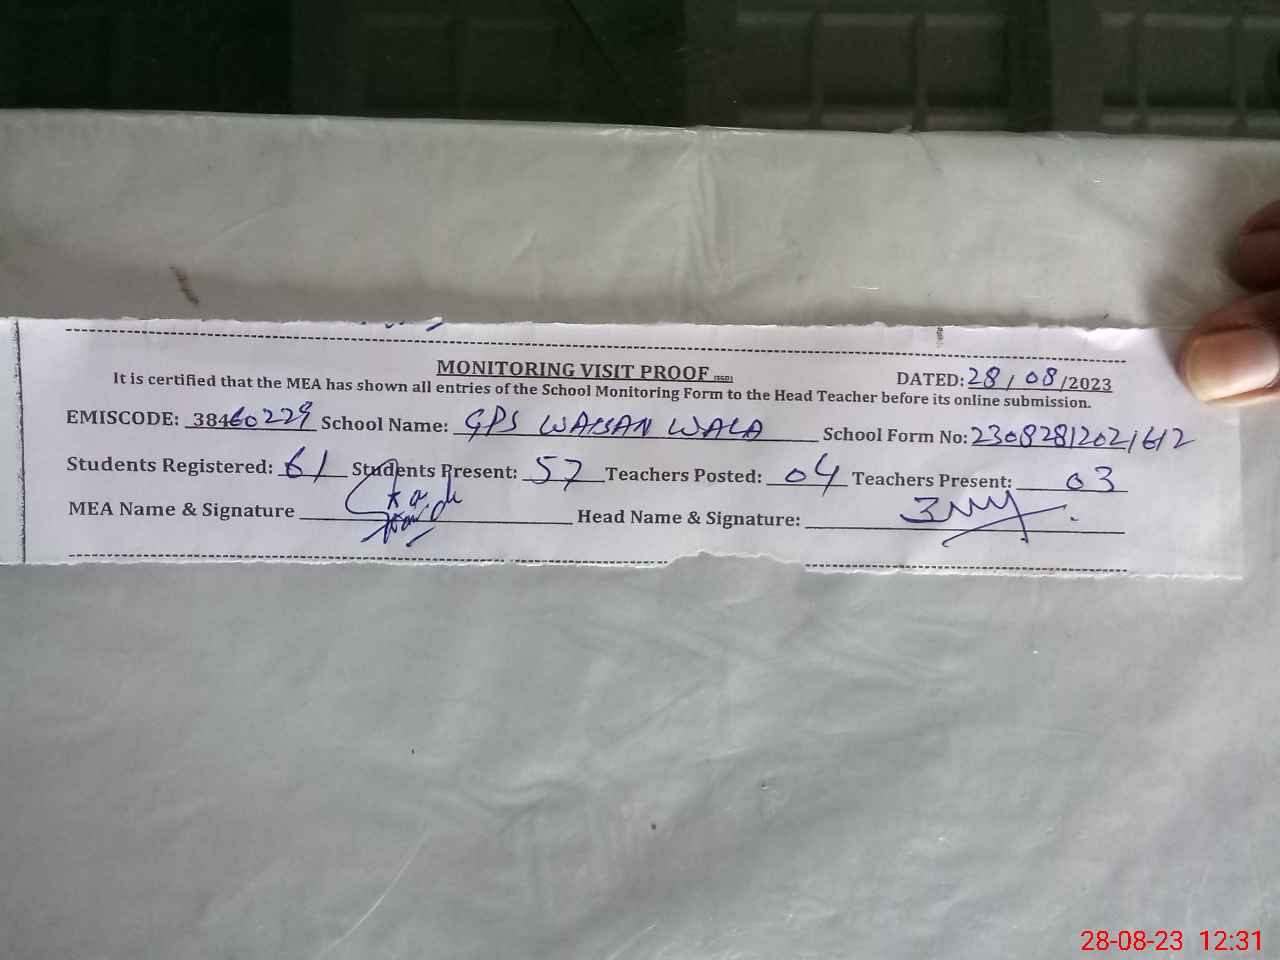 MONITORING VISIT PROOF (SGD) DATED: 28/08/2023
It is certified that the MEA has shown all entries of the School Monitoring Form to the Head Teacher before its online submission.
EMISCODE: 38460229 School Name: GPS WASSAN WALA School Form No: 23082812021612
Students Registered: 61 Students Present: 57 Teachers Posted: 04 Teachers Present: 03
MEA Name & Signature Head Name & Signature:
28-08-23 12:31